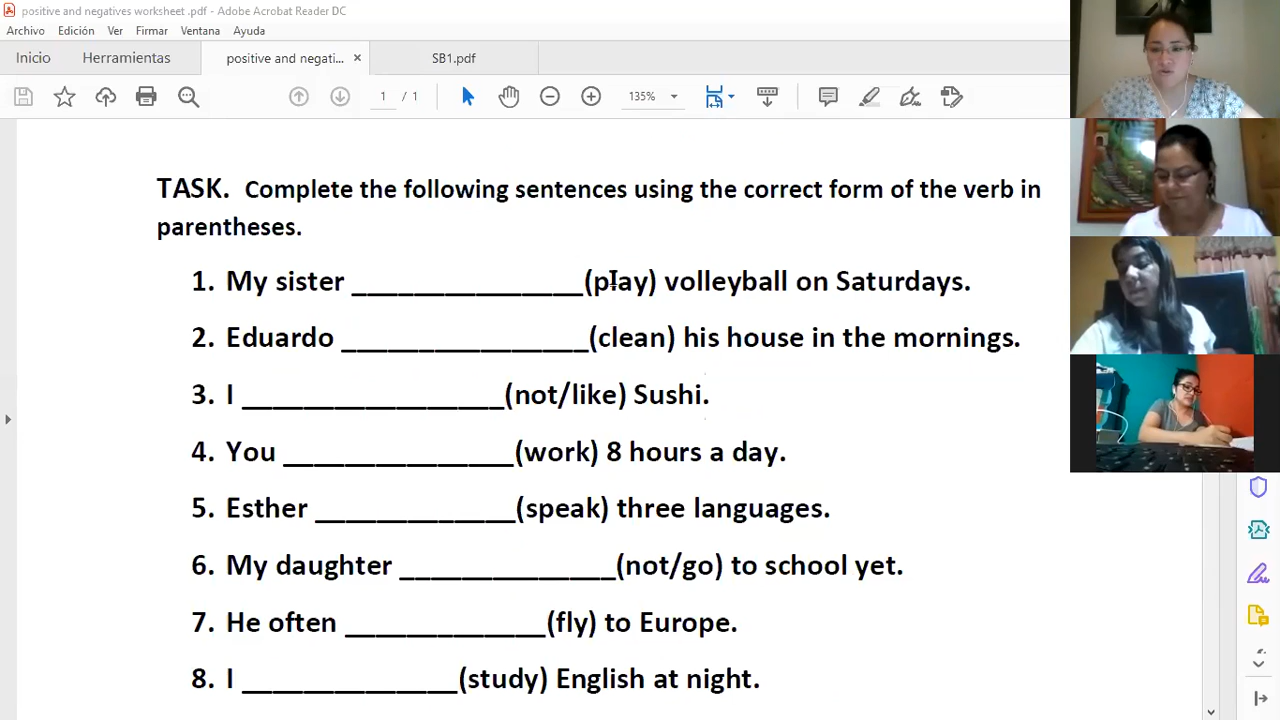 positive and negatives worksheet .pdf - Adobe Acrobat Reader DC
Archivo Edición Ver Firmar Ventana Ayuda
Inicio Herramientas positive and negati... × SB1.pdf
1 / 1 135%
TASK. Complete the following sentences using the correct form of the verb in
parentheses.
1. My sister _______________(play) volleyball on Saturdays.
2. Eduardo ________________(clean) his house in the mornings.
3. I _________________(not/like) Sushi.
4. You _______________(work) 8 hours a day.
5. Esther _____________(speak) three languages.
6. My daughter ______________(not/go) to school yet.
7. He often _____________(fly) to Europe.
8. I ______________(study) English at night.